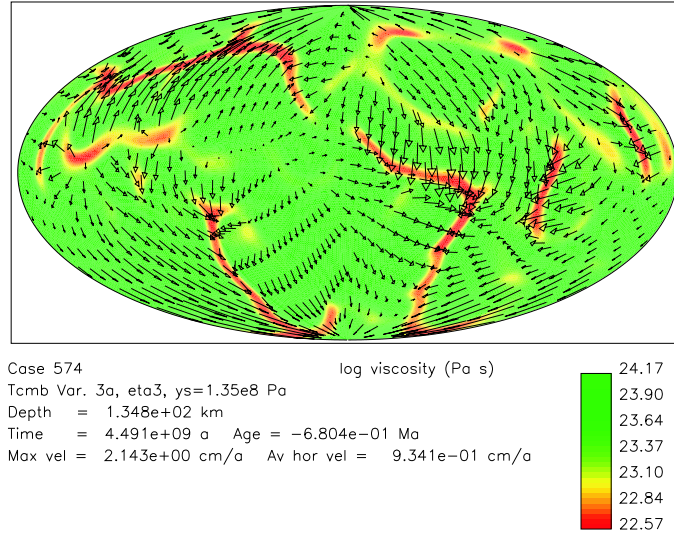 Case 574
log viscosity (Pa s)
Tcmb Var. 3a, eta3, ys=1.35e8 Pa
Depth = 1.348e+02 km
Time = 4.491e+09 a Age = −6.804e−01 Ma
Max vel = 2.143e+00 cm/a Av hor vel = 9.341e−01 cm/a
24.17
23.90
23.64
23.37
23.10
22.84
22.57